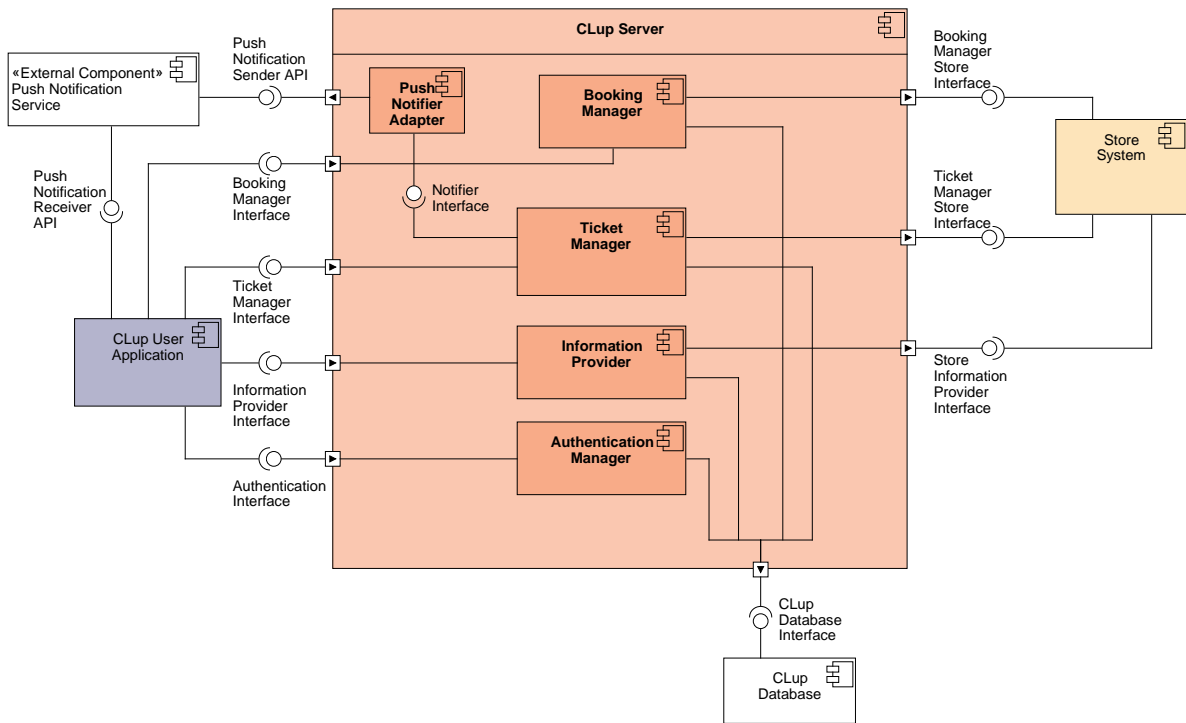 CLup Server
Push
Notification
Sender API
Booking
Manager
Store
Interface
«External Component»
Push Notification
Service
Push
Notifier
Adapter
Booking
Manager
Store
System
Push
Notification
Receiver
API
Booking
Manager
Interface
Notifier
Interface
Ticket
Manager
Store
Interface
Ticket
Manager
Ticket
Manager
Interface
CLup User
Application
Information
Provider
Store
Information
Provider
Interface
Information
Provider
Interface
Authentication
Manager
Authentication
Interface
CLup
Database
Interface
CLup
Database